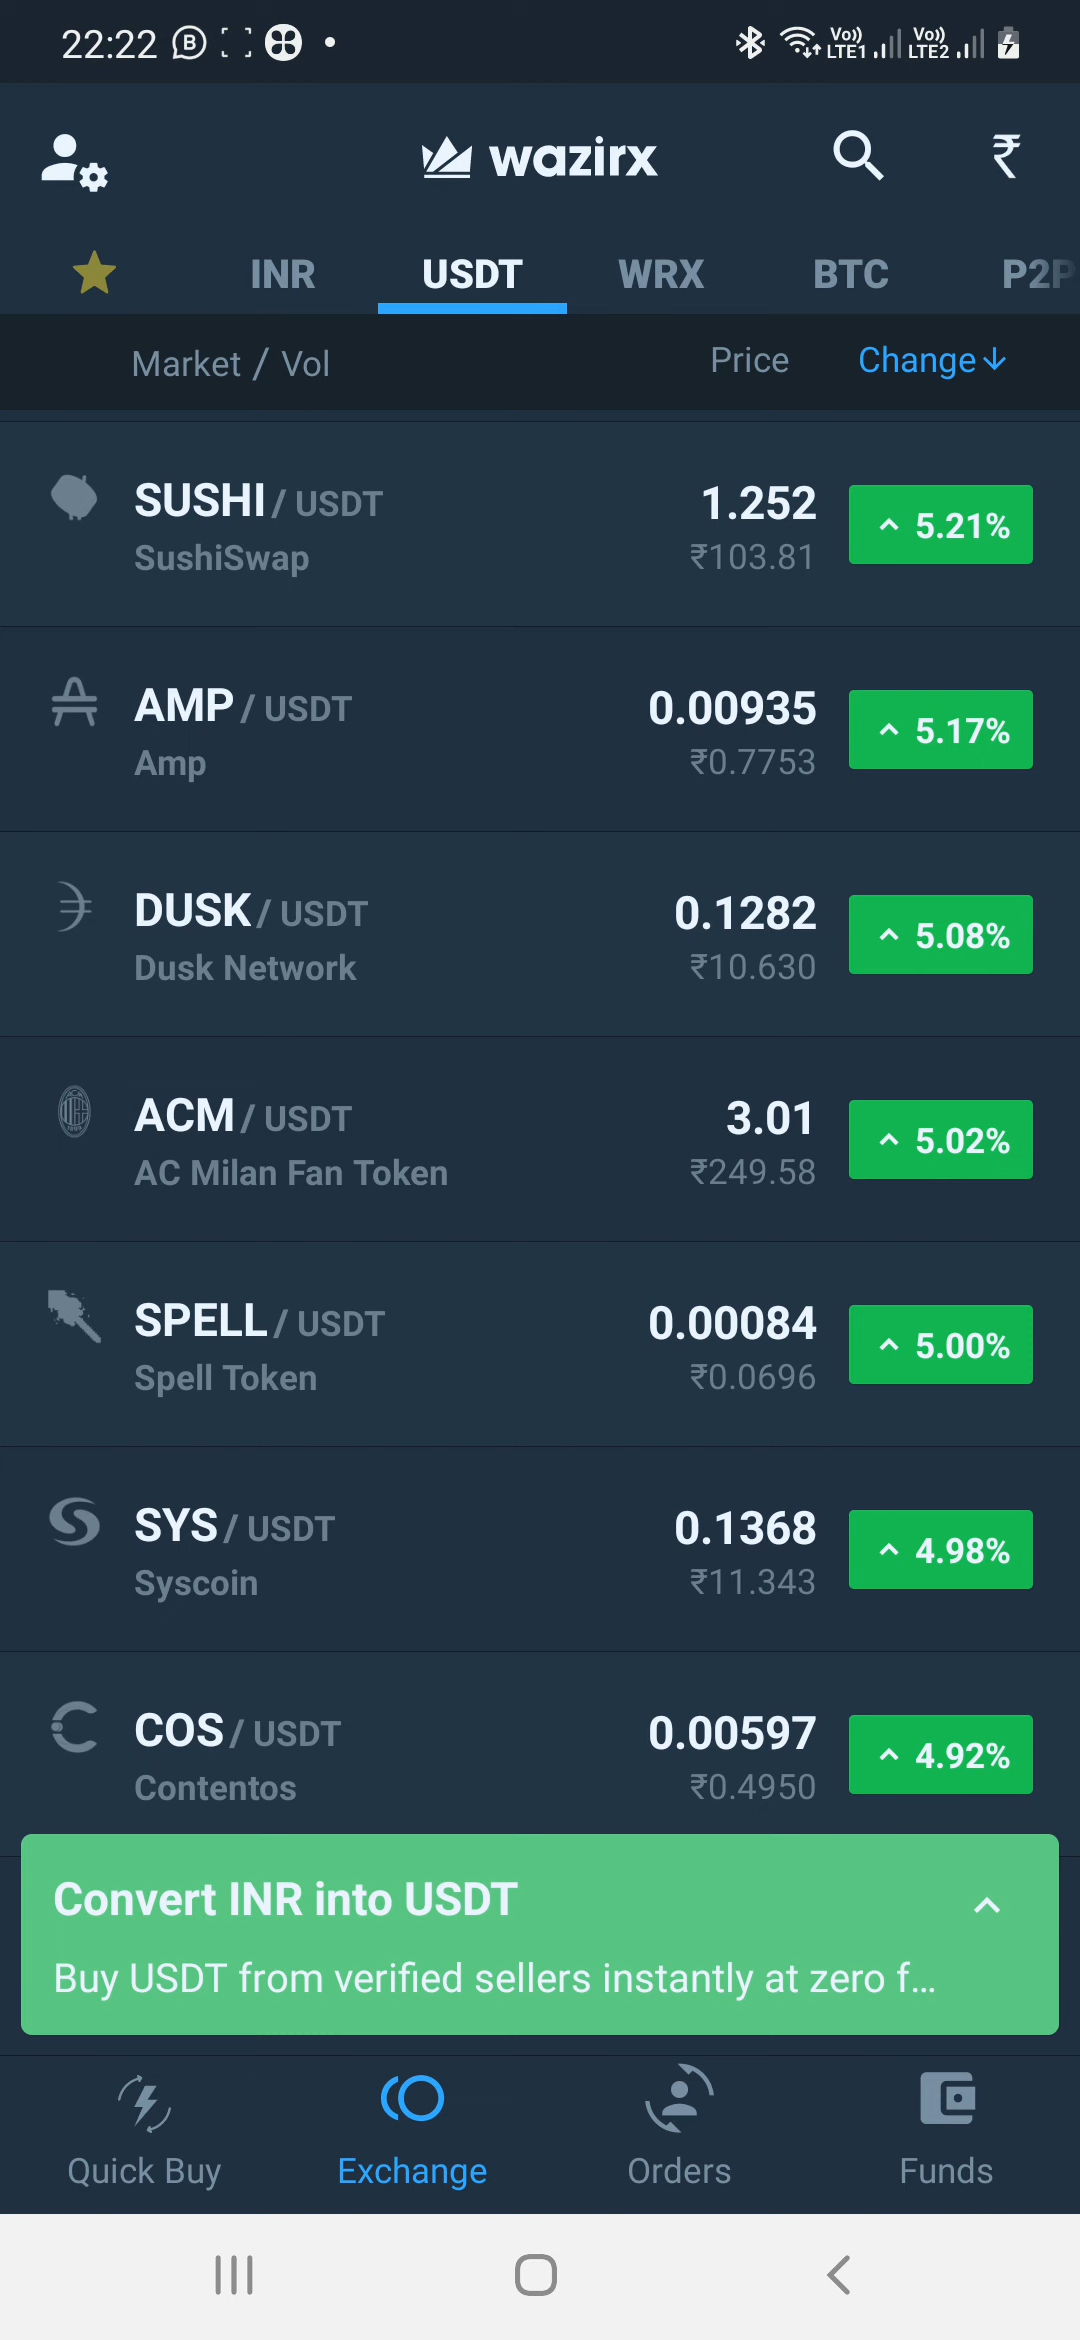 22:22
Vo)) LTE1 Vo)) LTE2
wazirx ₹
INR USDT WRX BTC P2P
Market / Vol Price Change↓
SUSHI / USDT 1.252 5.21%
SushiSwap ₹103.81
AMP / USDT 0.00935 5.17%
Amp ₹0.7753
DUSK / USDT 0.1282 5.08%
Dusk Network ₹10.630
ACM / USDT 3.01 5.02%
AC Milan Fan Token ₹249.58
SPELL / USDT 0.00084 5.00%
Spell Token ₹0.0696
SYS / USDT 0.1368 4.98%
Syscoin ₹11.343
COS / USDT 0.00597 4.92%
Contentos ₹0.4950
Convert INR into USDT
Buy USDT from verified sellers instantly at zero f...
Quick Buy Exchange Orders Funds